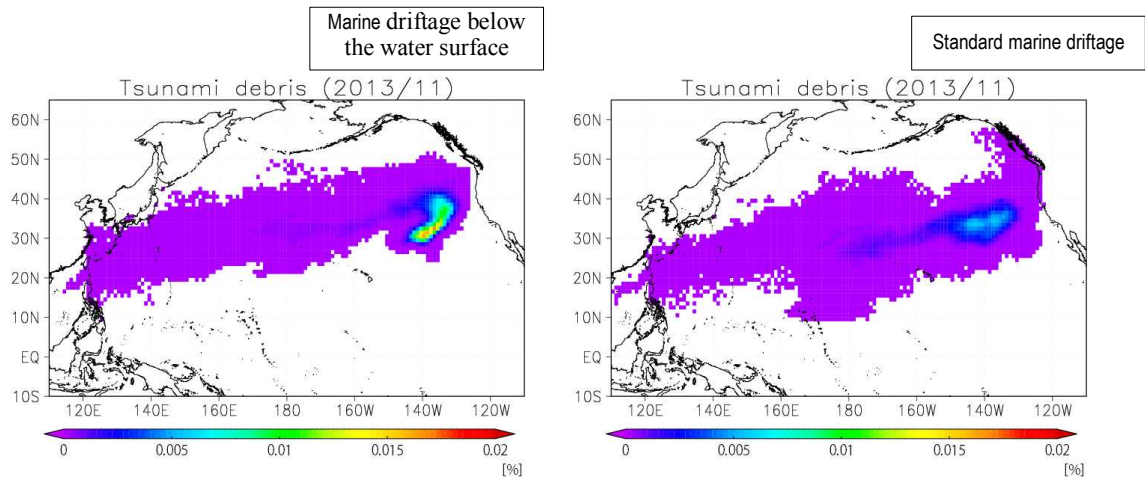 Marine driftage below
the water surface
Standard marine driftage
Tsunami debris (2013/11)
60N
50N
40N
30N
20N
10N
EQ
10S
120E
140E
160E
180
160W
140W
120W
0
0.005
0.01
0.015
0.02
[%]
Tsunami debris (2013/11)
60N
50N
40N
30N
20N
10N
EQ
10S
120E
140E
160E
180
160W
140W
120W
0
0.005
0.01
0.015
0.02
[%]